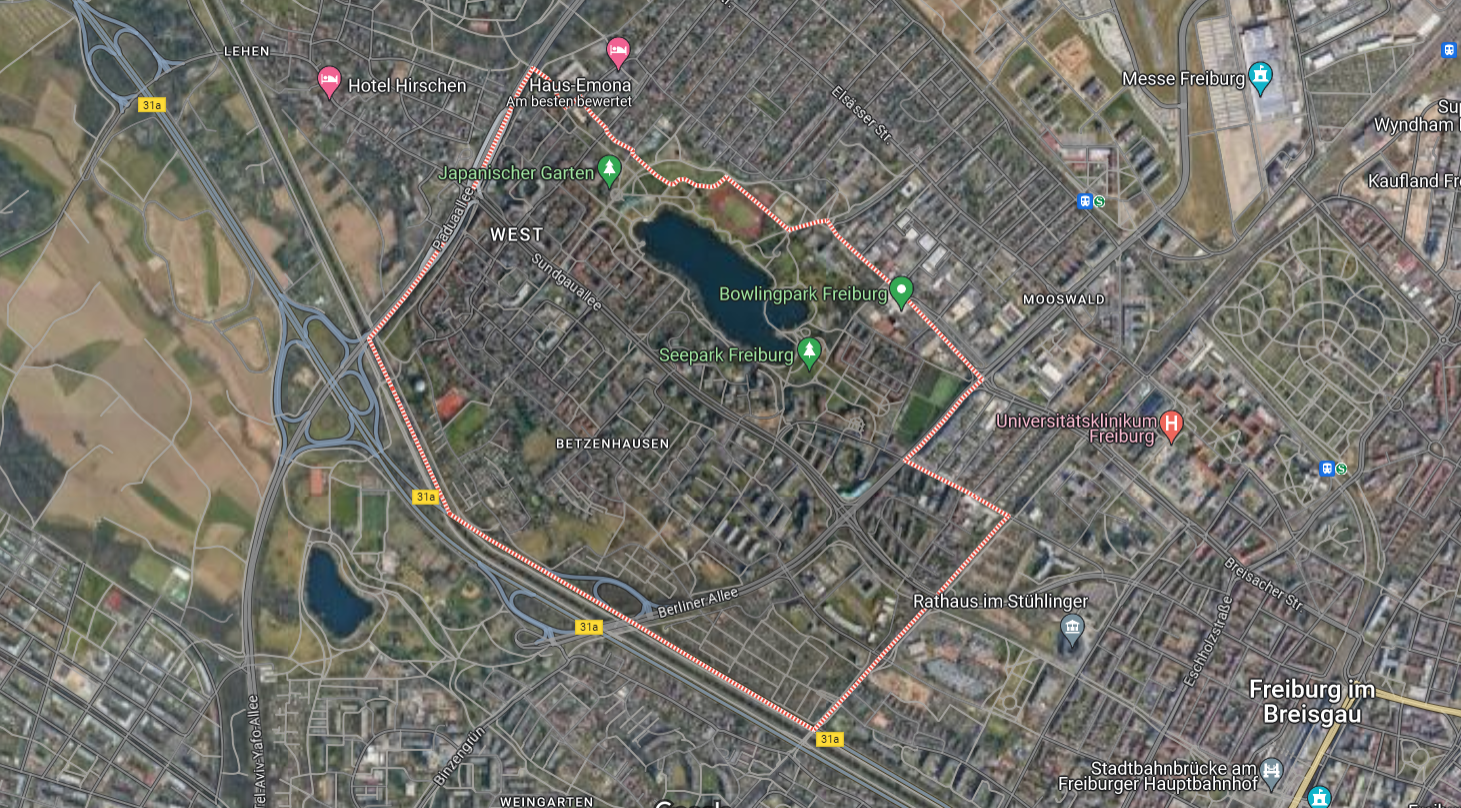 LEHEN
Hotel Hirschen
31a
Haus Emona
Am besten bewertet
Elsässer Str.
Messe Freiburg
Wyndham
Kaufland
Japanischer Garten
Paduaallee
WEST
Sundgauallee
Bowlingpark Freiburg
MOOSWALD
Seepark Freiburg
Universitätsklinikum
Freiburg
BETZENHAUSEN
31a
S
S
H
Breisacher Str.
Berliner Allee
Rathaus im Stühlinger
31a
Eschholzstraße
Freiburg im
Breisgau
31a
Binzengrün
Stadtbahnbrücke am
Freiburger Hauptbahnhof
WEINGARTEN